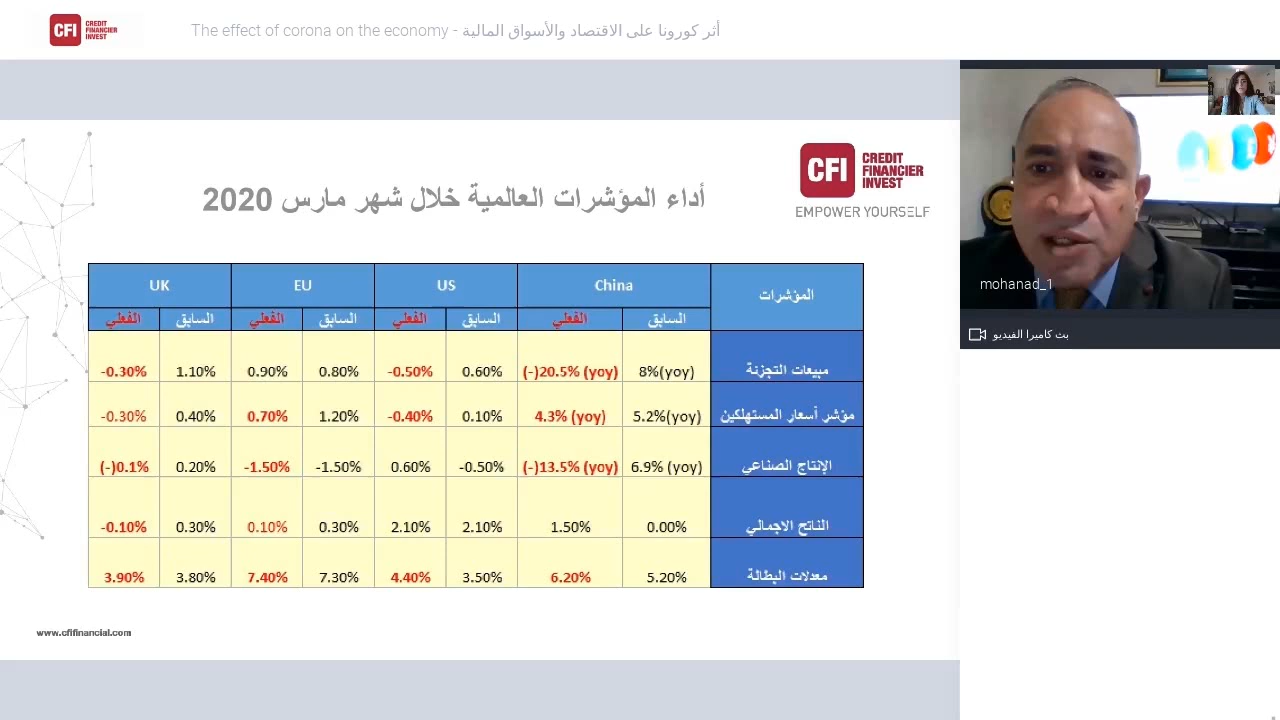 CFI CREDIT
FINANCIER
INVEST
The effect of corona on the economy - أثر كورونا على الاقتصاد والأسواق المالية
CFI CREDIT
FINANCIER
INVEST
EMPOWER YOURSELF
أداء المؤشرات العالمية خلال شهر مارس 2020
UK EU US China المؤشرات
الفعلي السابق الفعلي السابق الفعلي السابق الفعلي السابق
-0.30% 1.10% 0.90% 0.80% -0.50% 0.60% (-)20.5% (yoy) 8%(yoy) مبيعات التجزئة
-0.30% 0.40% 0.70% 1.20% -0.40% 0.10% 4.3% (yoy) 5.2%(yoy) مؤشر أسعار المستهلكين
(-)0.1% 0.20% -1.50% -1.50% 0.60% -0.50% (-)13.5% (yoy) 6.9% (yoy) الإنتاج الصناعي
-0.10% 0.30% 0.10% 0.30% 2.10% 2.10% 1.50% 0.00% الناتج الاجمالي
3.90% 3.80% 7.40% 7.30% 4.40% 3.50% 6.20% 5.20% معدلات البطالة
www.cfifinancial.com
mohanad_1
بث كاميرا الفيديو